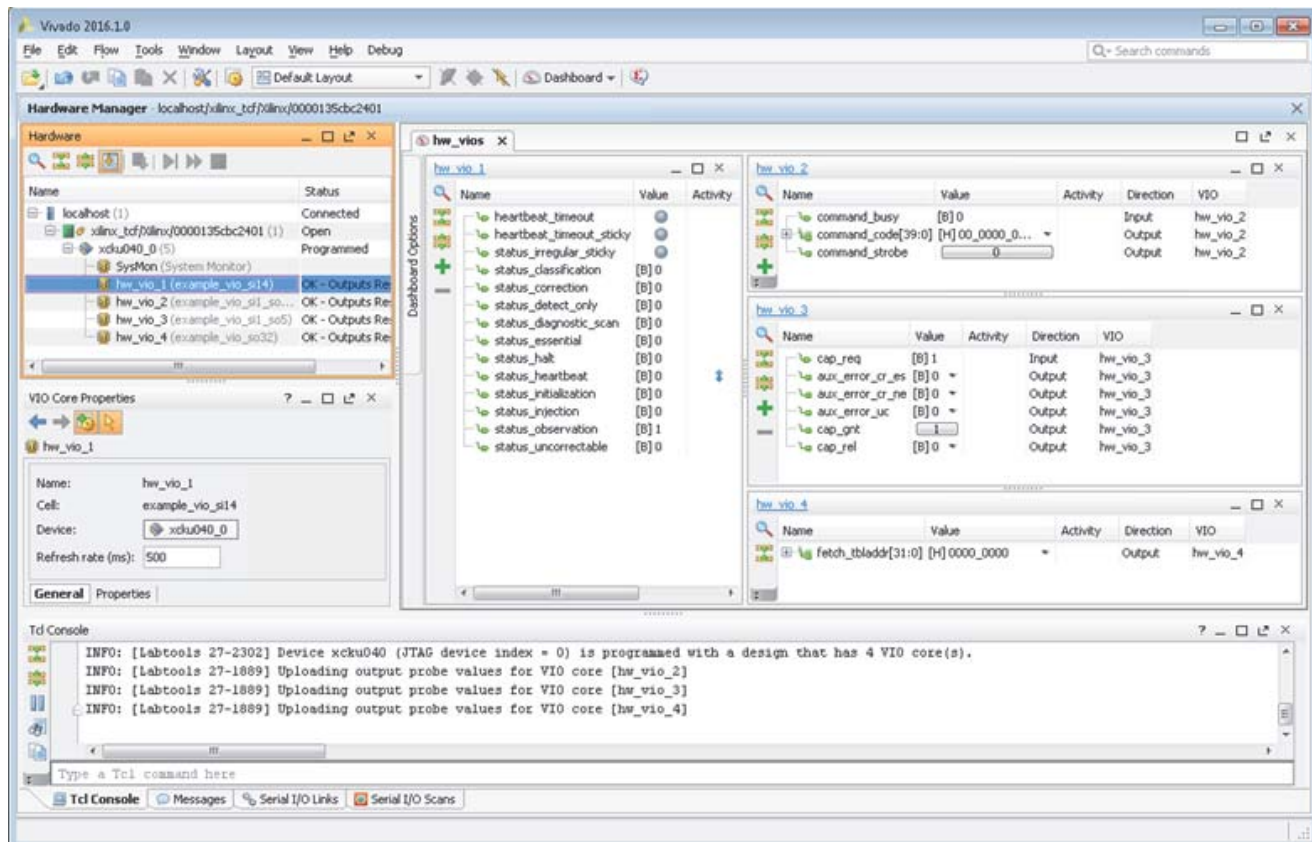 Vivado 2016.1.0
File Edit Flow Tools Window Layout View Help Debug
Search commands
Default Layout
Dashboard
Hardware Manager - localhost/xilinx_tcf/Xilinx/0000135cbc2401
Hardware
Name Status
localhost (1) Connected
xilinx_tcf/Xilinx/0000135cbc2401 (1) Open
xcku040_0 (5) Programmed
SysMon (System Monitor)
hw_vio_1 (example_vio_si14) OK - Outputs Re
hw_vio_2 (example_vio_si1_so... OK - Outputs Re
hw_vio_3 (example_vio_si1_so5) OK - Outputs Re
hw_vio_4 (example_vio_so32) OK - Outputs Re
VIO Core Properties
hw_vio_1
Name: hw_vio_1
Cell: example_vio_si14
Device: xcku040_0
Refresh rate (ms): 500
General Properties
hw_vios
Dashboard Options
hw_vio_1
Name Value Activity
heartbeat_timeout
heartbeat_timeout_sticky
status_irregular_sticky
status_classification [B] 0
status_correction [B] 0
status_detect_only [B] 0
status_diagnostic_scan [B] 0
status_essential [B] 0
status_halt [B] 0
status_heartbeat [B] 0
status_initialization [B] 0
status_injection [B] 0
status_observation [B] 1
status_uncorrectable [B] 0
hw_vio_2
Name Value Activity Direction VIO
command_busy [B] 0 Input hw_vio_2
command_code[39:0] [H] 00_0000_0... Output hw_vio_2
command_strobe 0 Output hw_vio_2
hw_vio_3
Name Value Activity Direction VIO
cap_req [B] 1 Input hw_vio_3
aux_error_cr_es [B] 0 Output hw_vio_3
aux_error_cr_ne [B] 0 Output hw_vio_3
aux_error_uc [B] 0 Output hw_vio_3
cap_gnt 1 Output hw_vio_3
cap_rel [B] 0 Output hw_vio_3
hw_vio_4
Name Value Activity Direction VIO
fetch_tbladdr[31:0] [H] 0000_0000 Output hw_vio_4
Tcl Console
INFO: [Labtools 27-2302] Device xcku040 (JTAG device index = 0) is programmed with a design that has 4 VIO core(s).
INFO: [Labtools 27-1889] Uploading output probe values for VIO core [hw_vio_2]
INFO: [Labtools 27-1889] Uploading output probe values for VIO core [hw_vio_3]
INFO: [Labtools 27-1889] Uploading output probe values for VIO core [hw_vio_4]
Type a Tcl command here
Tcl Console Messages Serial I/O Links Serial I/O Scans